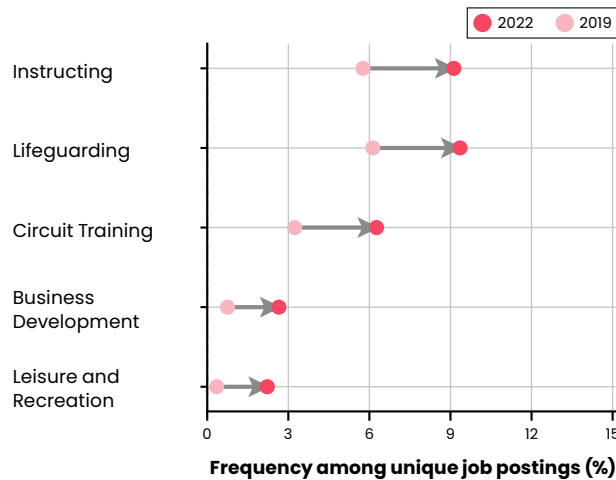 2022 2019
Instructing
Lifeguarding
Circuit Training
Business
Development
Leisure and
Recreation
0 3 6 9 12 15
Frequency among unique job postings (%)